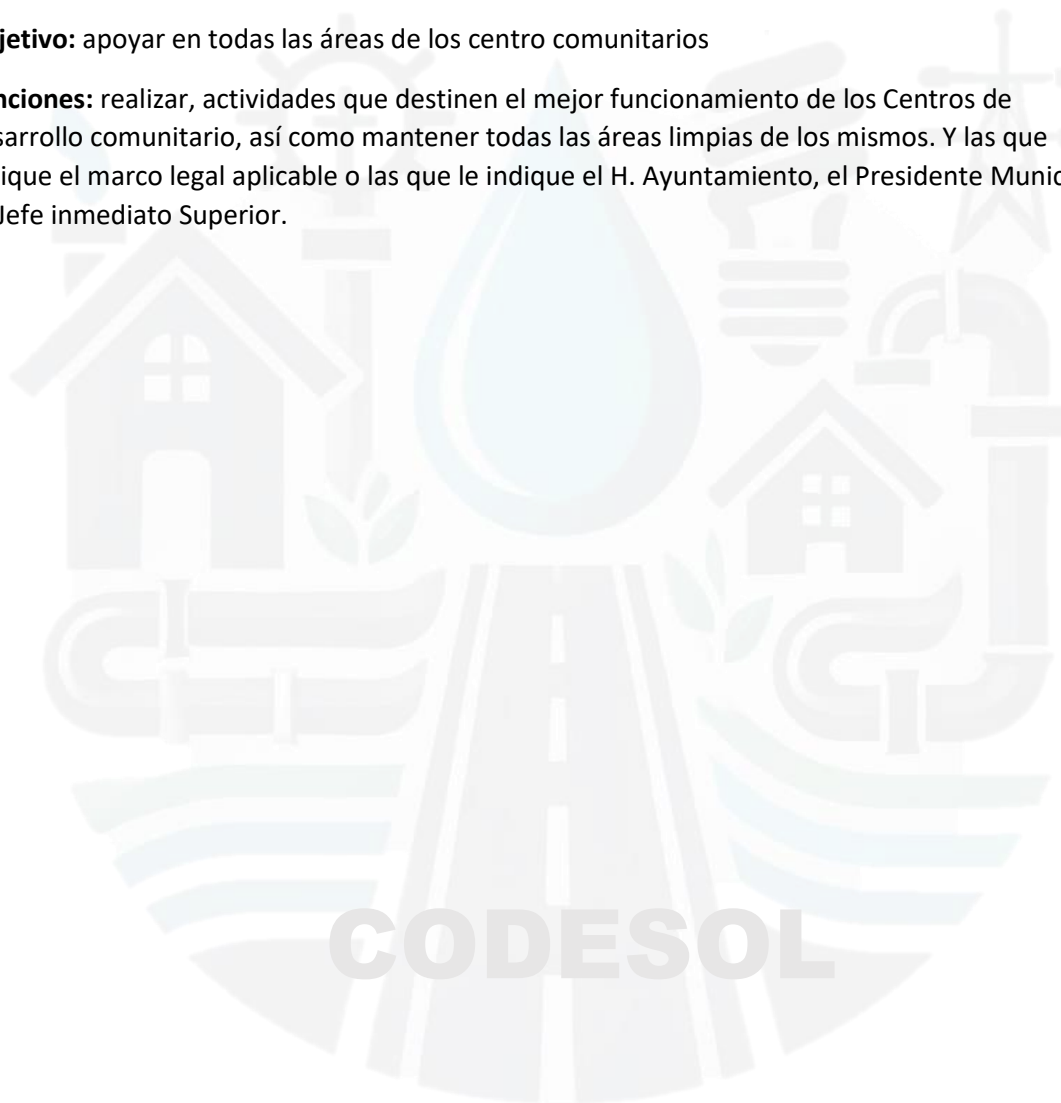 jetivo: apoyar en todas las áreas de los centro comunitarios
nciones: realizar, actividades que destinen el mejor funcionamiento de los Centros de
sarrollo comunitario, así como mantener todas las áreas limpias de los mismos. Y las que
ique el marco legal aplicable o las que le indique el H. Ayuntamiento, el Presidente Munic
Jefe inmediato Superior.
CODESOL